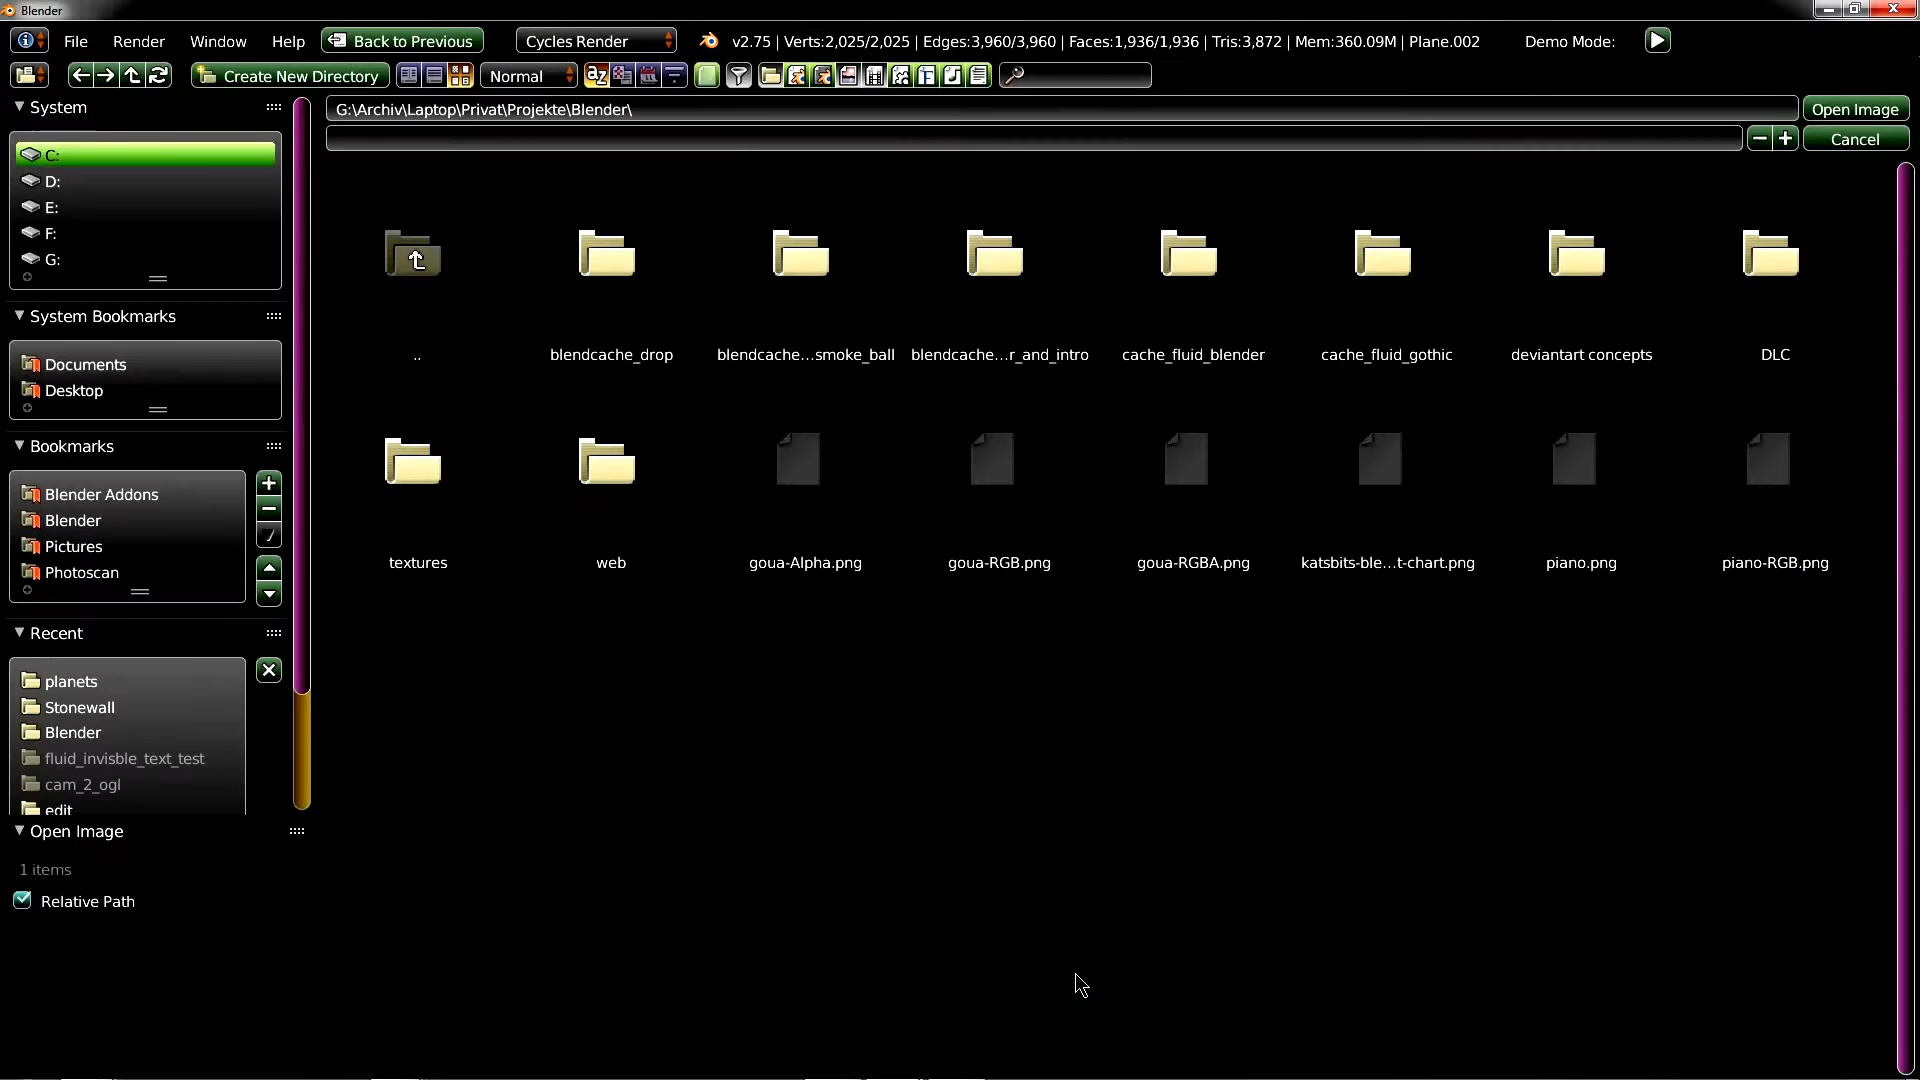 Blender
File Render Window Help Back to Previous Cycles Render v2.75 | Verts:2,025/2,025 | Edges:3,960/3,960 | Faces:1,936/1,936 | Tris:3,872 | Mem:360.09M | Plane.002 Demo Mode:
Create New Directory Normal
System
C:
D:
E:
F:
G:
System Bookmarks
Documents
Desktop
Bookmarks
Blender Addons
Blender
Pictures
Photoscan
Recent
planets
Stonewall
Blender
fluid_invisble_text_test
cam_2_ogl
edit
Open Image
1 items
Relative Path
G:\Archiv\Laptop\Privat\Projekte\Blender\ Open Image
Cancel
.. blendcache_drop blendcache...smoke_ball blendcache...r_and_intro cache_fluid_blender cache_fluid_gothic deviantart concepts DLC
textures web goua-Alpha.png goua-RGB.png goua-RGBA.png katsbits-ble...t-chart.png piano.png piano-RGB.png